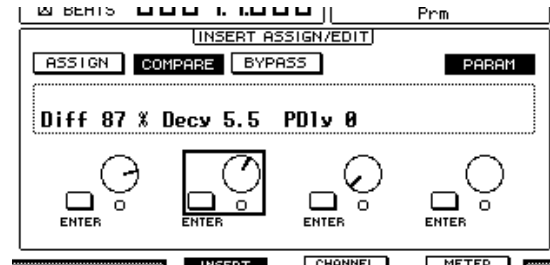 BEATS
Prm
INSERT ASSIGN/EDIT
ASSIGN COMPARE BYPASS PARAM
Diff 87 % Decy 5.5 PDly 0
ENTER ENTER ENTER ENTER
INSERT CHANNEL METER